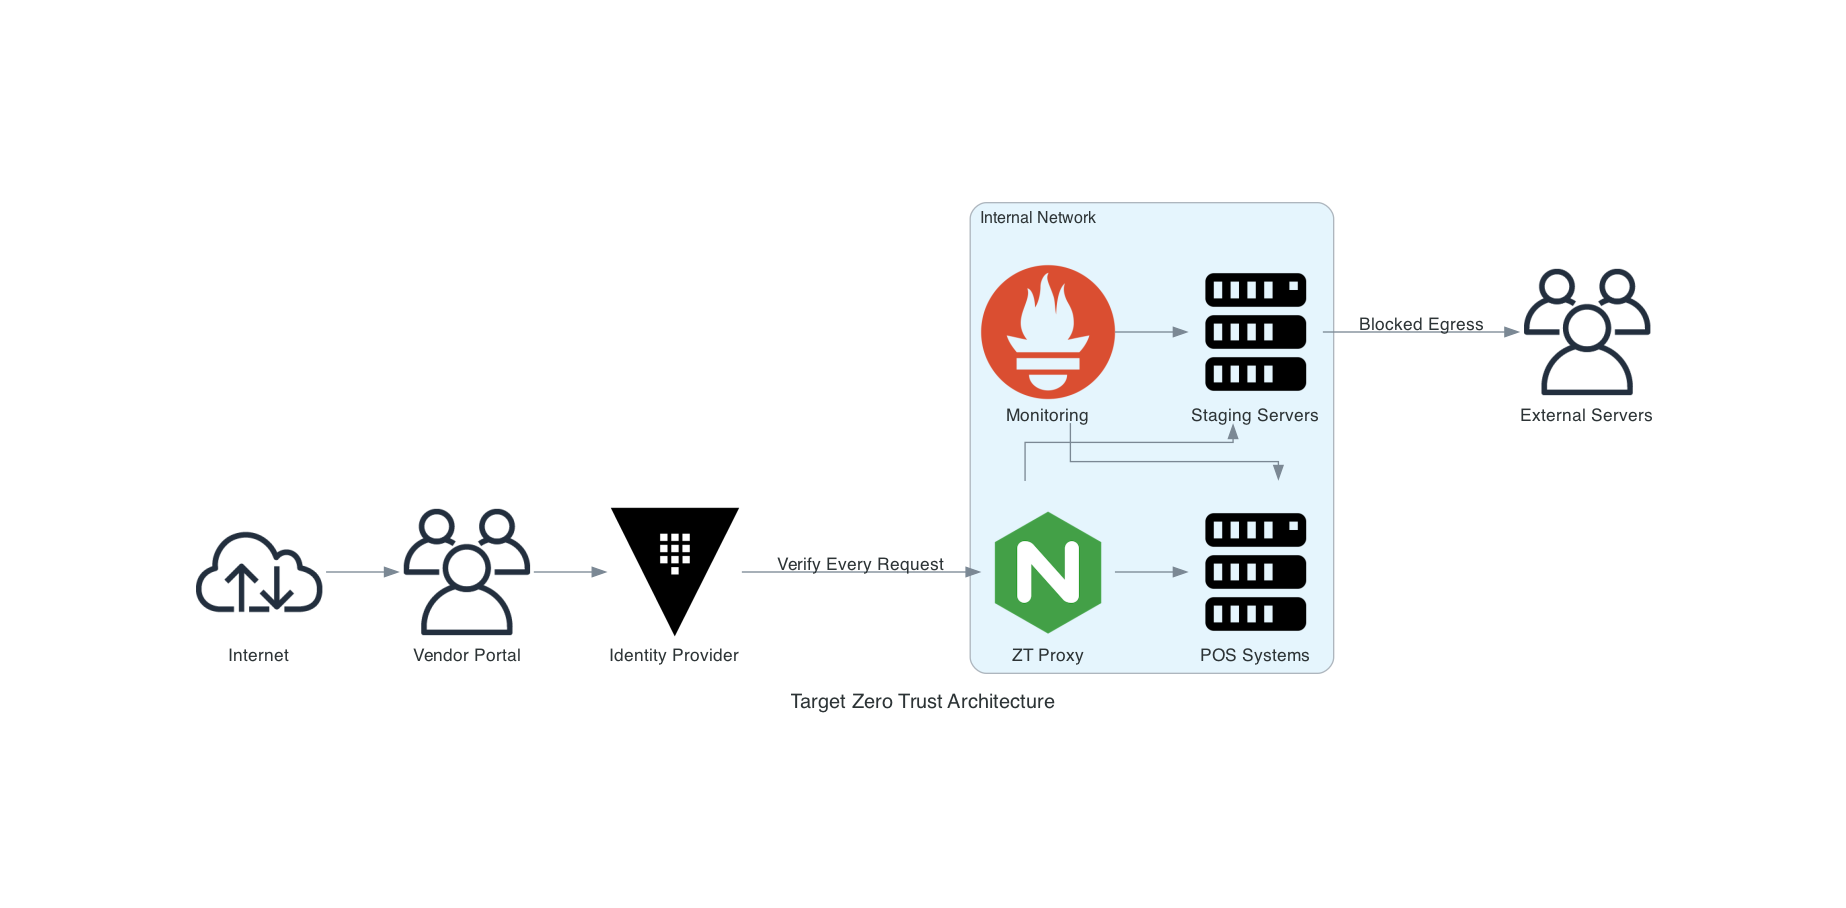 Internal Network
Monitoring
Staging Servers
Blocked Egress
External Servers
Internet
Vendor Portal
Identity Provider
Verify Every Request
N
ZT Proxy
POS Systems
Target Zero Trust Architecture